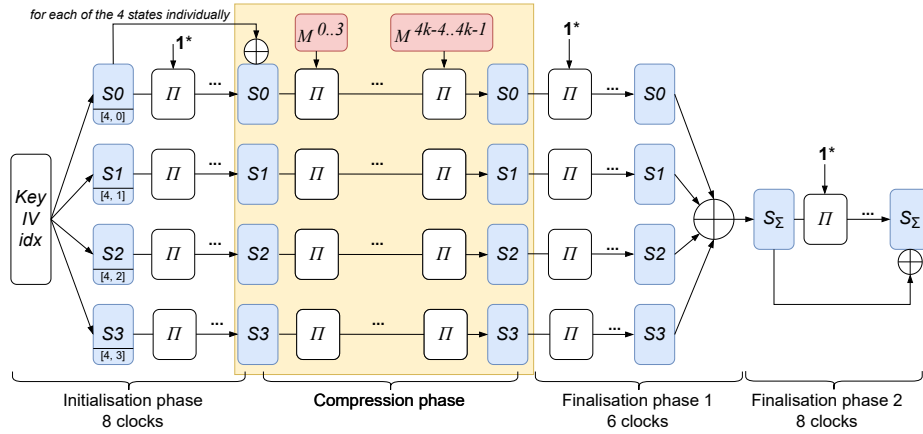 for each of the 4 states individually
1*
...
M^0..3
M^4k-4..4k-1
...
1*
...
S0
[4, 0]
Π
S0
Π
Π
S0
Π
S0
S1
[4, 1]
Π
...
S1
Π
...
Π
S1
Π
...
S1
Key
IV
idx
1*
SΣ
Π
...
SΣ
S2
[4, 2]
Π
...
S2
Π
...
Π
S2
Π
...
S2
S3
[4, 3]
Π
...
S3
Π
...
Π
S3
Π
...
S3
Initialisation phase
8 clocks
Compression phase
Finalisation phase 1
6 clocks
Finalisation phase 2
8 clocks